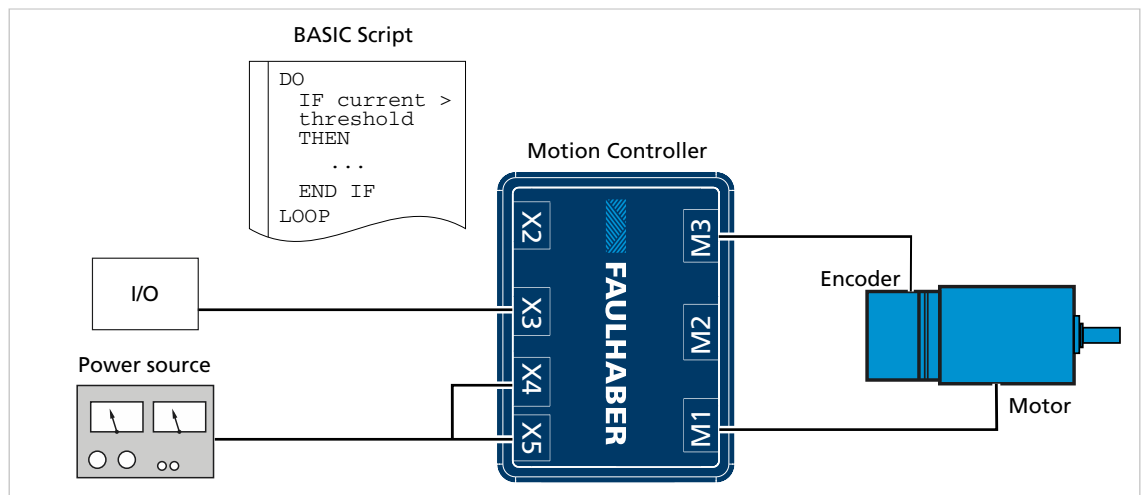 BASIC Script
DO
IF current >
threshold
THEN
...
END IF
LOOP
Motion Controller
X2
X3
X4
X5
FAULHABER
M3
M2
M1
I/O
Power source
Encoder
Motor